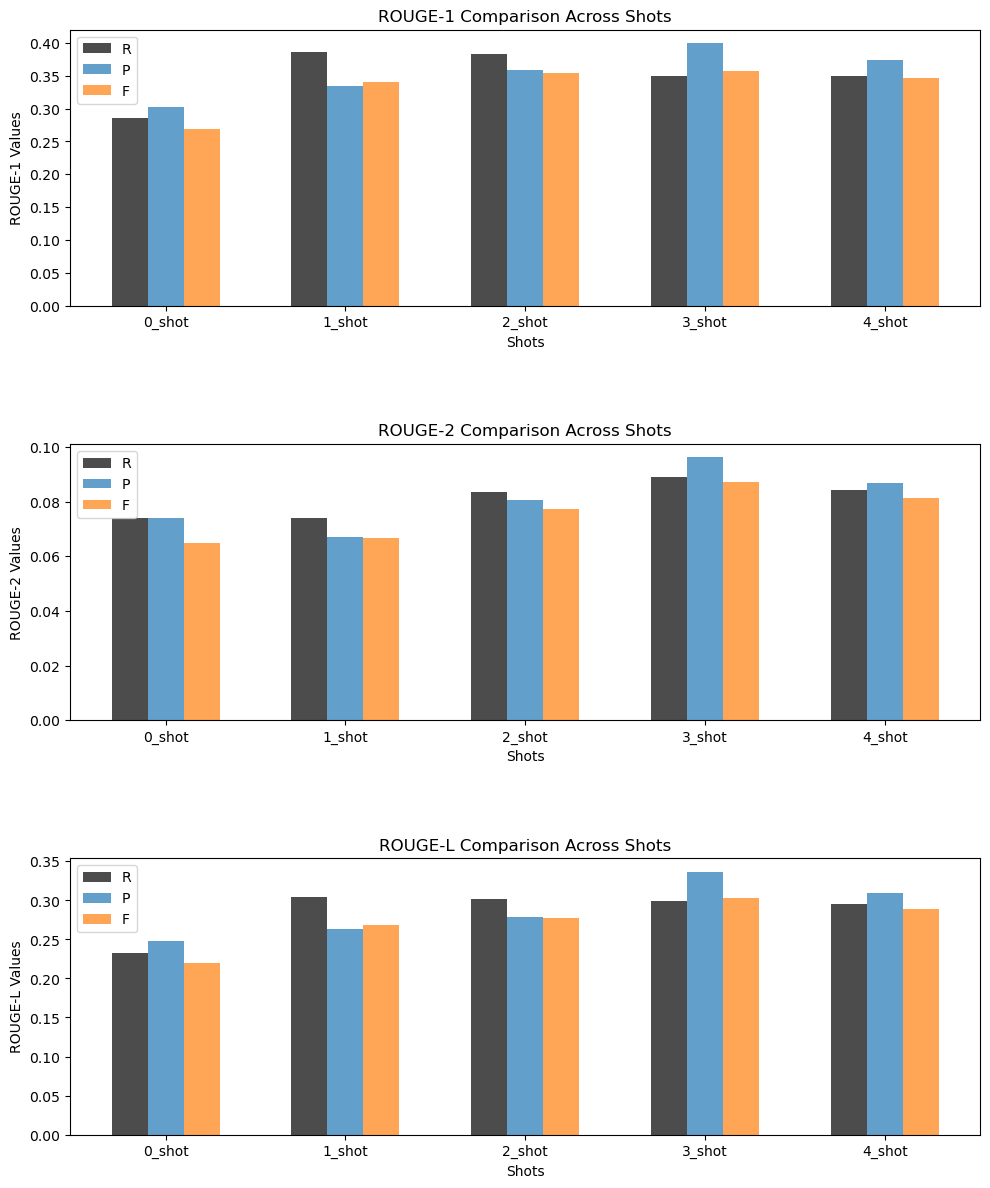 ROUGE-1 Comparison Across Shots
R
P
F
ROUGE-1 Values
0.40
0.35
0.30
0.25
0.20
0.15
0.10
0.05
0.00
0_shot 1_shot 2_shot 3_shot 4_shot
Shots
ROUGE-2 Comparison Across Shots
R
P
F
ROUGE-2 Values
0.10
0.08
0.06
0.04
0.02
0.00
0_shot 1_shot 2_shot 3_shot 4_shot
Shots
ROUGE-L Comparison Across Shots
R
P
F
ROUGE-L Values
0.35
0.30
0.25
0.20
0.15
0.10
0.05
0.00
0_shot 1_shot 2_shot 3_shot 4_shot
Shots